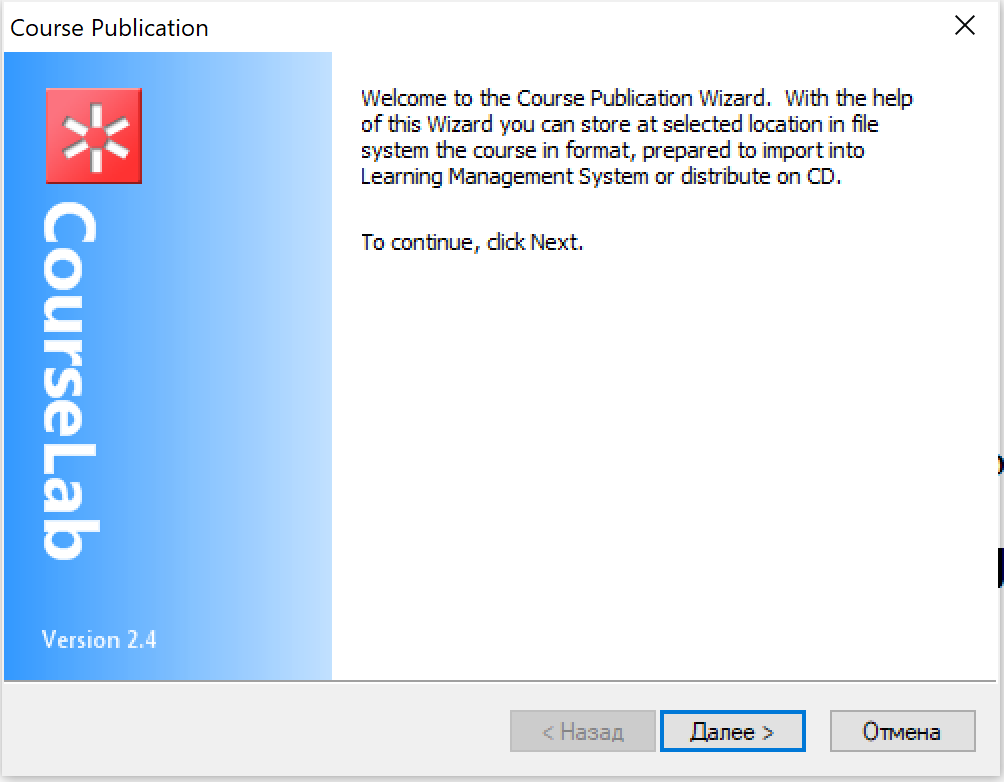 Course Publication
CourseLab
Version 2.4
Welcome to the Course Publication Wizard.  With the help
of this Wizard you can store at selected location in file
system the course in format, prepared to import into
Learning Management System or distribute on CD.
To continue, click Next.
< Назад
Далее >
Отмена